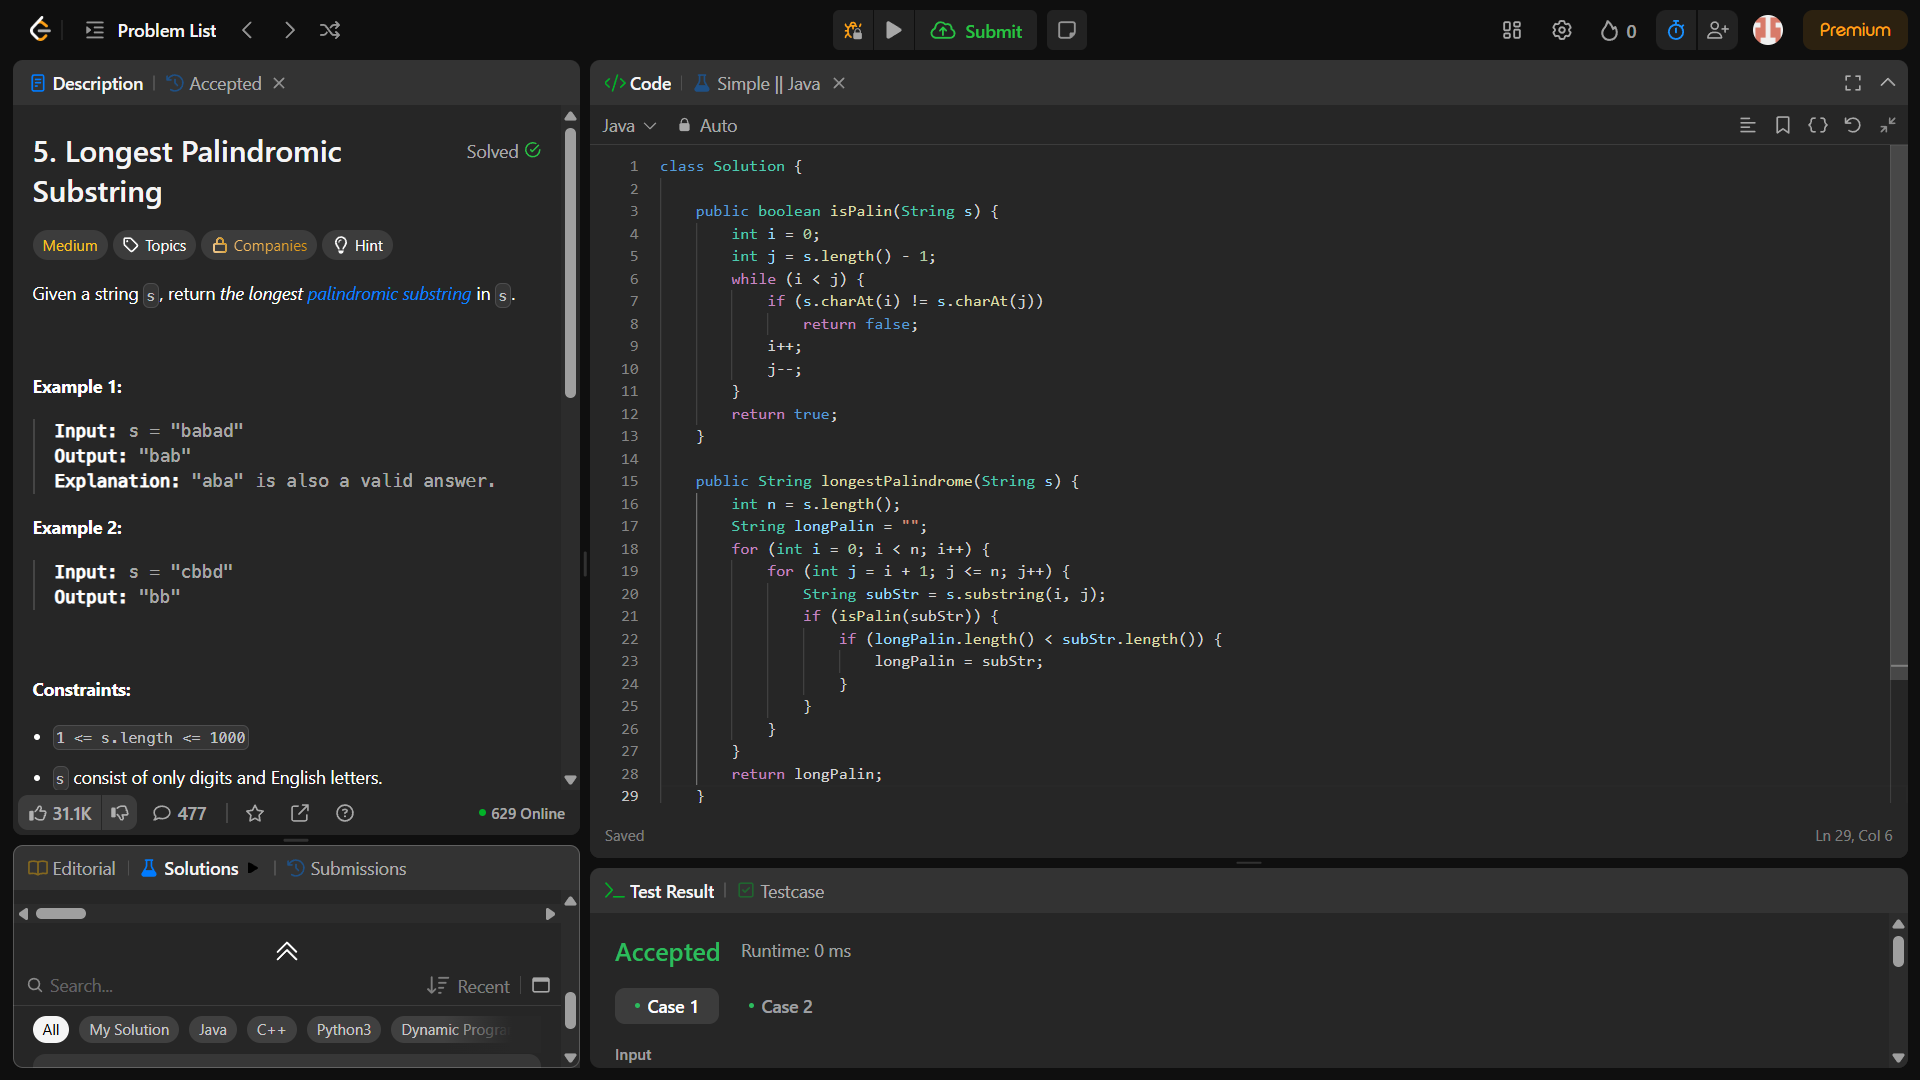 Problem List
Submit
0
Premium
Description
Accepted
5. Longest Palindromic
Substring
Solved
Medium
Topics
Companies
Hint
Given a string s, return the longest palindromic substring in s.
Example 1:
Input: s = "babad"
Output: "bab"
Explanation: "aba" is also a valid answer.
Example 2:
Input: s = "cbbd"
Output: "bb"
Constraints:
1 <= s.length <= 1000
s consist of only digits and English letters.
31.1K
477
629 Online
Editorial
Solutions
Submissions
Search...
Recent
All
My Solution
Java
C++
Python3
Dynamic Progra
</> Code
Simple || Java
Java
Auto
1 class Solution {
2
3 public boolean isPalin(String s) {
4 int i = 0;
5 int j = s.length() - 1;
6 while (i < j) {
7 if (s.charAt(i) != s.charAt(j))
8 return false;
9 i++;
10 j--;
11 }
12 return true;
13 }
14
15 public String longestPalindrome(String s) {
16 int n = s.length();
17 String longPalin = "";
18 for (int i = 0; i < n; i++) {
19 for (int j = i + 1; j <= n; j++) {
20 String subStr = s.substring(i, j);
21 if (isPalin(subStr)) {
22 if (longPalin.length() < subStr.length()) {
23 longPalin = subStr;
24 }
25 }
26 }
27 }
28 return longPalin;
29 }
Saved
Ln 29, Col 6
Test Result
Testcase
Accepted
Runtime: 0 ms
Case 1
Case 2
Input